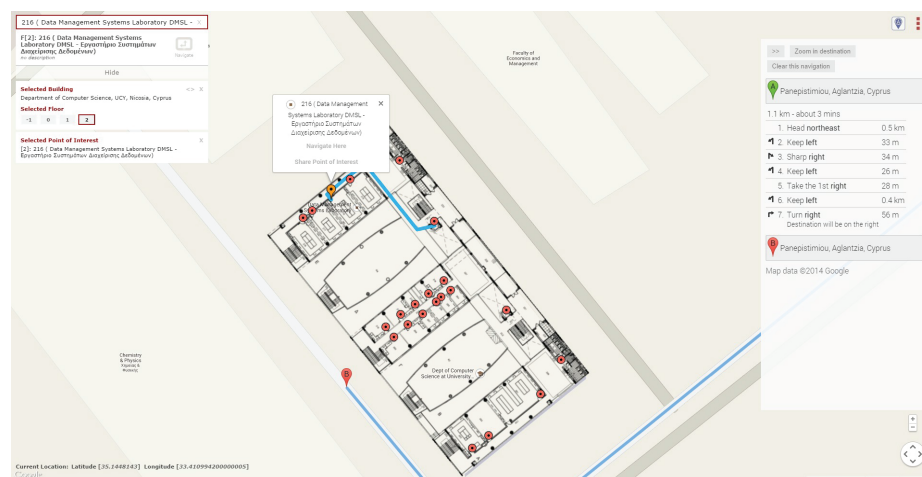 216 ( Data Management Systems Laboratory DMSL -
F[2]: 216 ( Data Management Systems
Laboratory DMSL - Εργαστήριο Συστημάτων
Διαχείρισης Δεδομένων)
no description
Navigate
Hide
Selected Building
<> X
Department of Computer Science, UCY, Nicosia, Cyprus
Selected Floor
-1 0 1 2
Selected Point of Interest
X
[2]: 216 ( Data Management Systems Laboratory DMSL -
Εργαστήριο Συστημάτων Διαχείρισης Δεδομένων)
216 ( Data Management
Systems Laboratory DMSL -
Εργαστήριο Συστημάτων
Διαχείρισης Δεδομένων)
Navigate Here
Share Point of Interest
Faculty of
Economics and
Management
Data Management
Systems Laboratory
Dept of Computer
Science at University...
Chemistry
& Physics
Χημείας &
Φυσικής
B
>> Zoom in destination
Clear this navigation
A
Panepistimiou, Aglantzia, Cyprus
1.1 km - about 3 mins
1. Head northeast 0.5 km
2. Keep left 33 m
3. Sharp right 34 m
4. Keep left 26 m
5. Take the 1st right 28 m
6. Keep left 0.4 km
7. Turn right 56 m
Destination will be on the right
B
Panepistimiou, Aglantzia, Cyprus
Map data ©2014 Google
Current Location: Latitude [35.1448143] Longitude [33.410994200000005]
Google